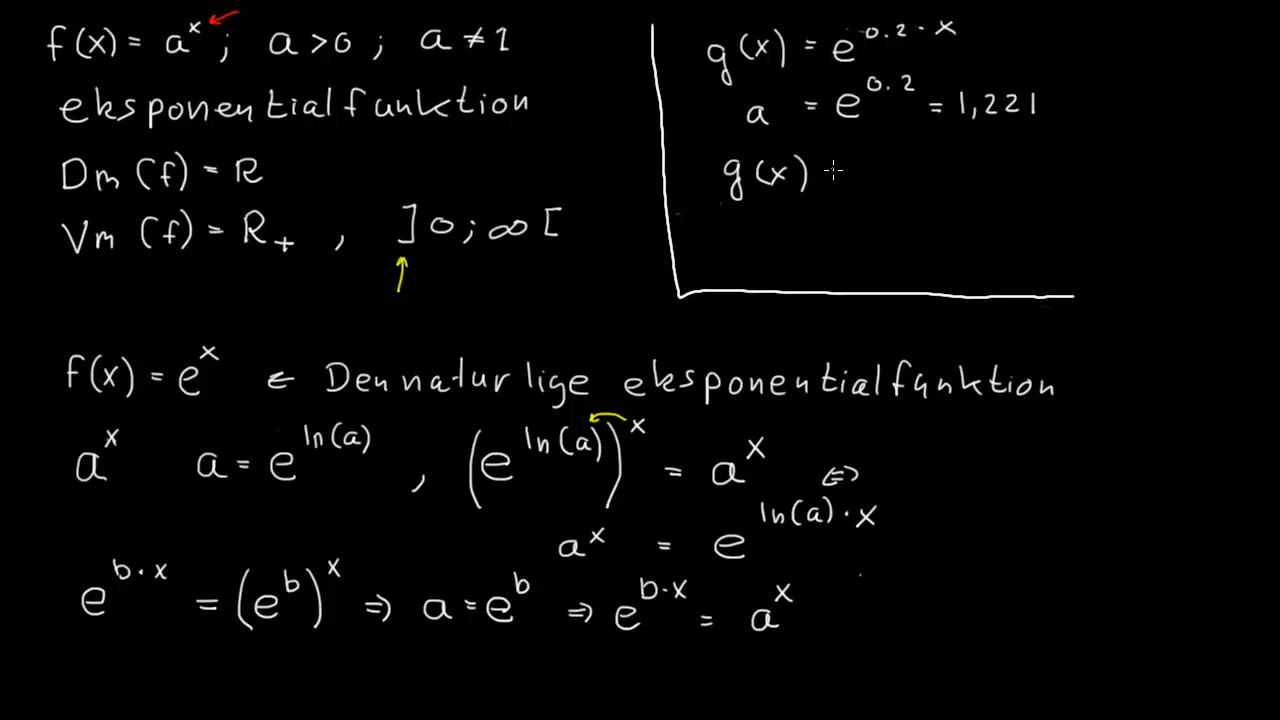 f(x) = a^x ; a > 0 ; a ≠ 1
eksponentialfunktion
Dm (f) = R
Vm (f) = R₊ , ]0;∞[
g(x) = e^{0.2·x}
a = e^{0.2} = 1,221
g(x) -
f(x) = e^x ← Den naturlige eksponentialfunktion
a^x a = e^{ln(a)} , (e^{ln(a)})^x = a^x ⇔
a^x = e^{ln(a)·x}
e^{b·x} = (e^b)^x ⇒ a = e^b ⇒ e^{b·x} = a^x